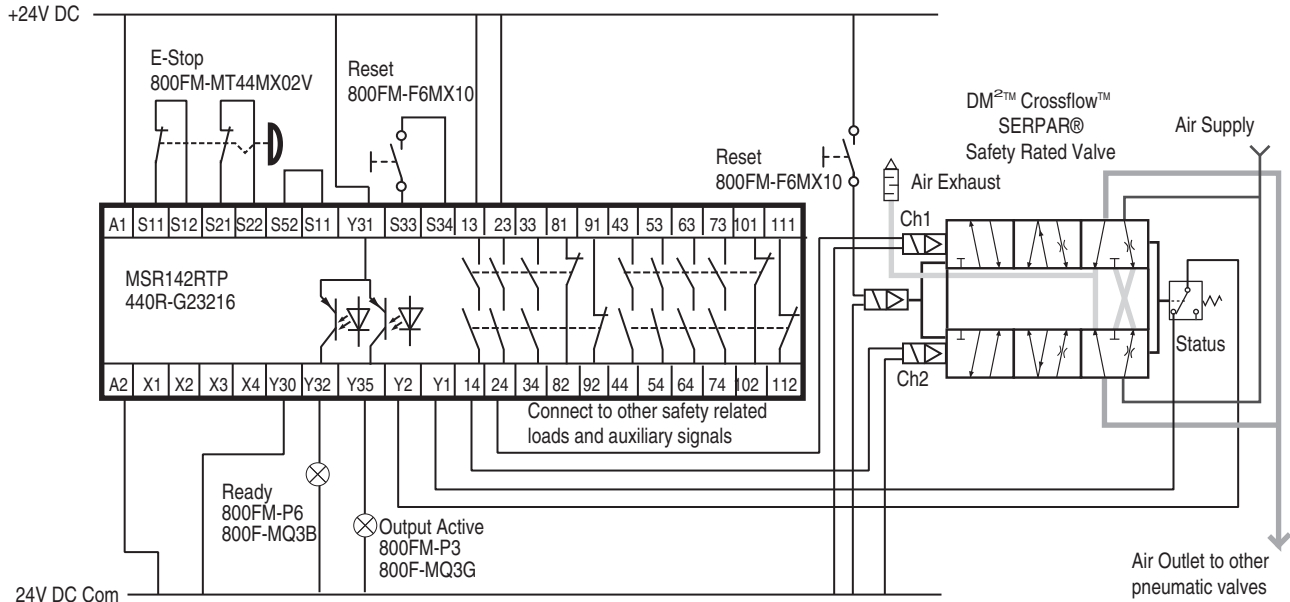 +24V DC
E-Stop
800FM-MT44MX02V
Reset
800FM-F6MX10
DM²™ Crossflow™
SERPAR®
Safety Rated Valve
Air Supply
Reset
800FM-F6MX10
Air Exhaust
A1 S11 S12 S21 S22 S52 S11 Y31 S33 S34 13 23 33 81 91 43 53 63 73 101 111
Ch1
MSR142RTP
440R-G23216
Status
A2 X1 X2 X3 X4 Y30 Y32 Y35 Y2 Y1 14 24 34 82 92 44 54 64 74 102 112
Ch2
Connect to other safety related
loads and auxiliary signals
Ready
800FM-P6
800F-MQ3B
Output Active
800FM-P3
800F-MQ3G
Air Outlet to other
pneumatic valves
24V DC Com